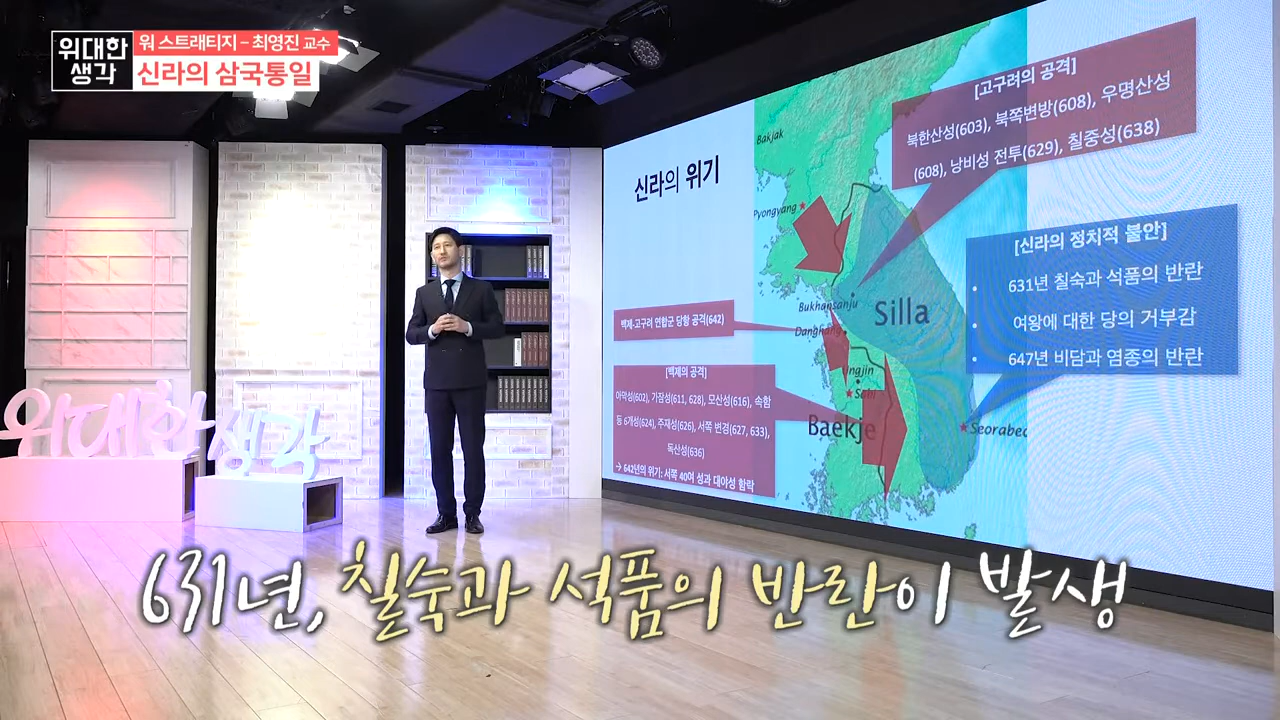 위대한
생각
워 스트래티지 – 최영진 교수
신라의 삼국통일
신라의 위기
[고구려의 공격]
북한산성(603), 북쪽변방(608), 우명산성
(608), 낭비성 전투(629), 칠중성(638)
[신라의 정치적 불안]
• 631년 칠숙과 석품의 반란
• 여왕에 대한 당의 거부감
• 647년 비담과 염종의 반란
백제-고구려 연합군 당항 공격(642)
[백제의 공격]
아막성(602), 가잠성(611, 628), 모산성(616), 속함
등 6개성(624), 주재성(626), 서쪽 변경(627, 633),
독산성(636)
→ 642년의 위기: 서쪽 40여 성과 대야성 함락
Bakjak
Pyongyang
Bukhansanju
Silla
Danghang
ngjin
Sabi
Baekje
Seorabeo
위대한 생각
631년, 칠숙과 석품의 반란이 발생